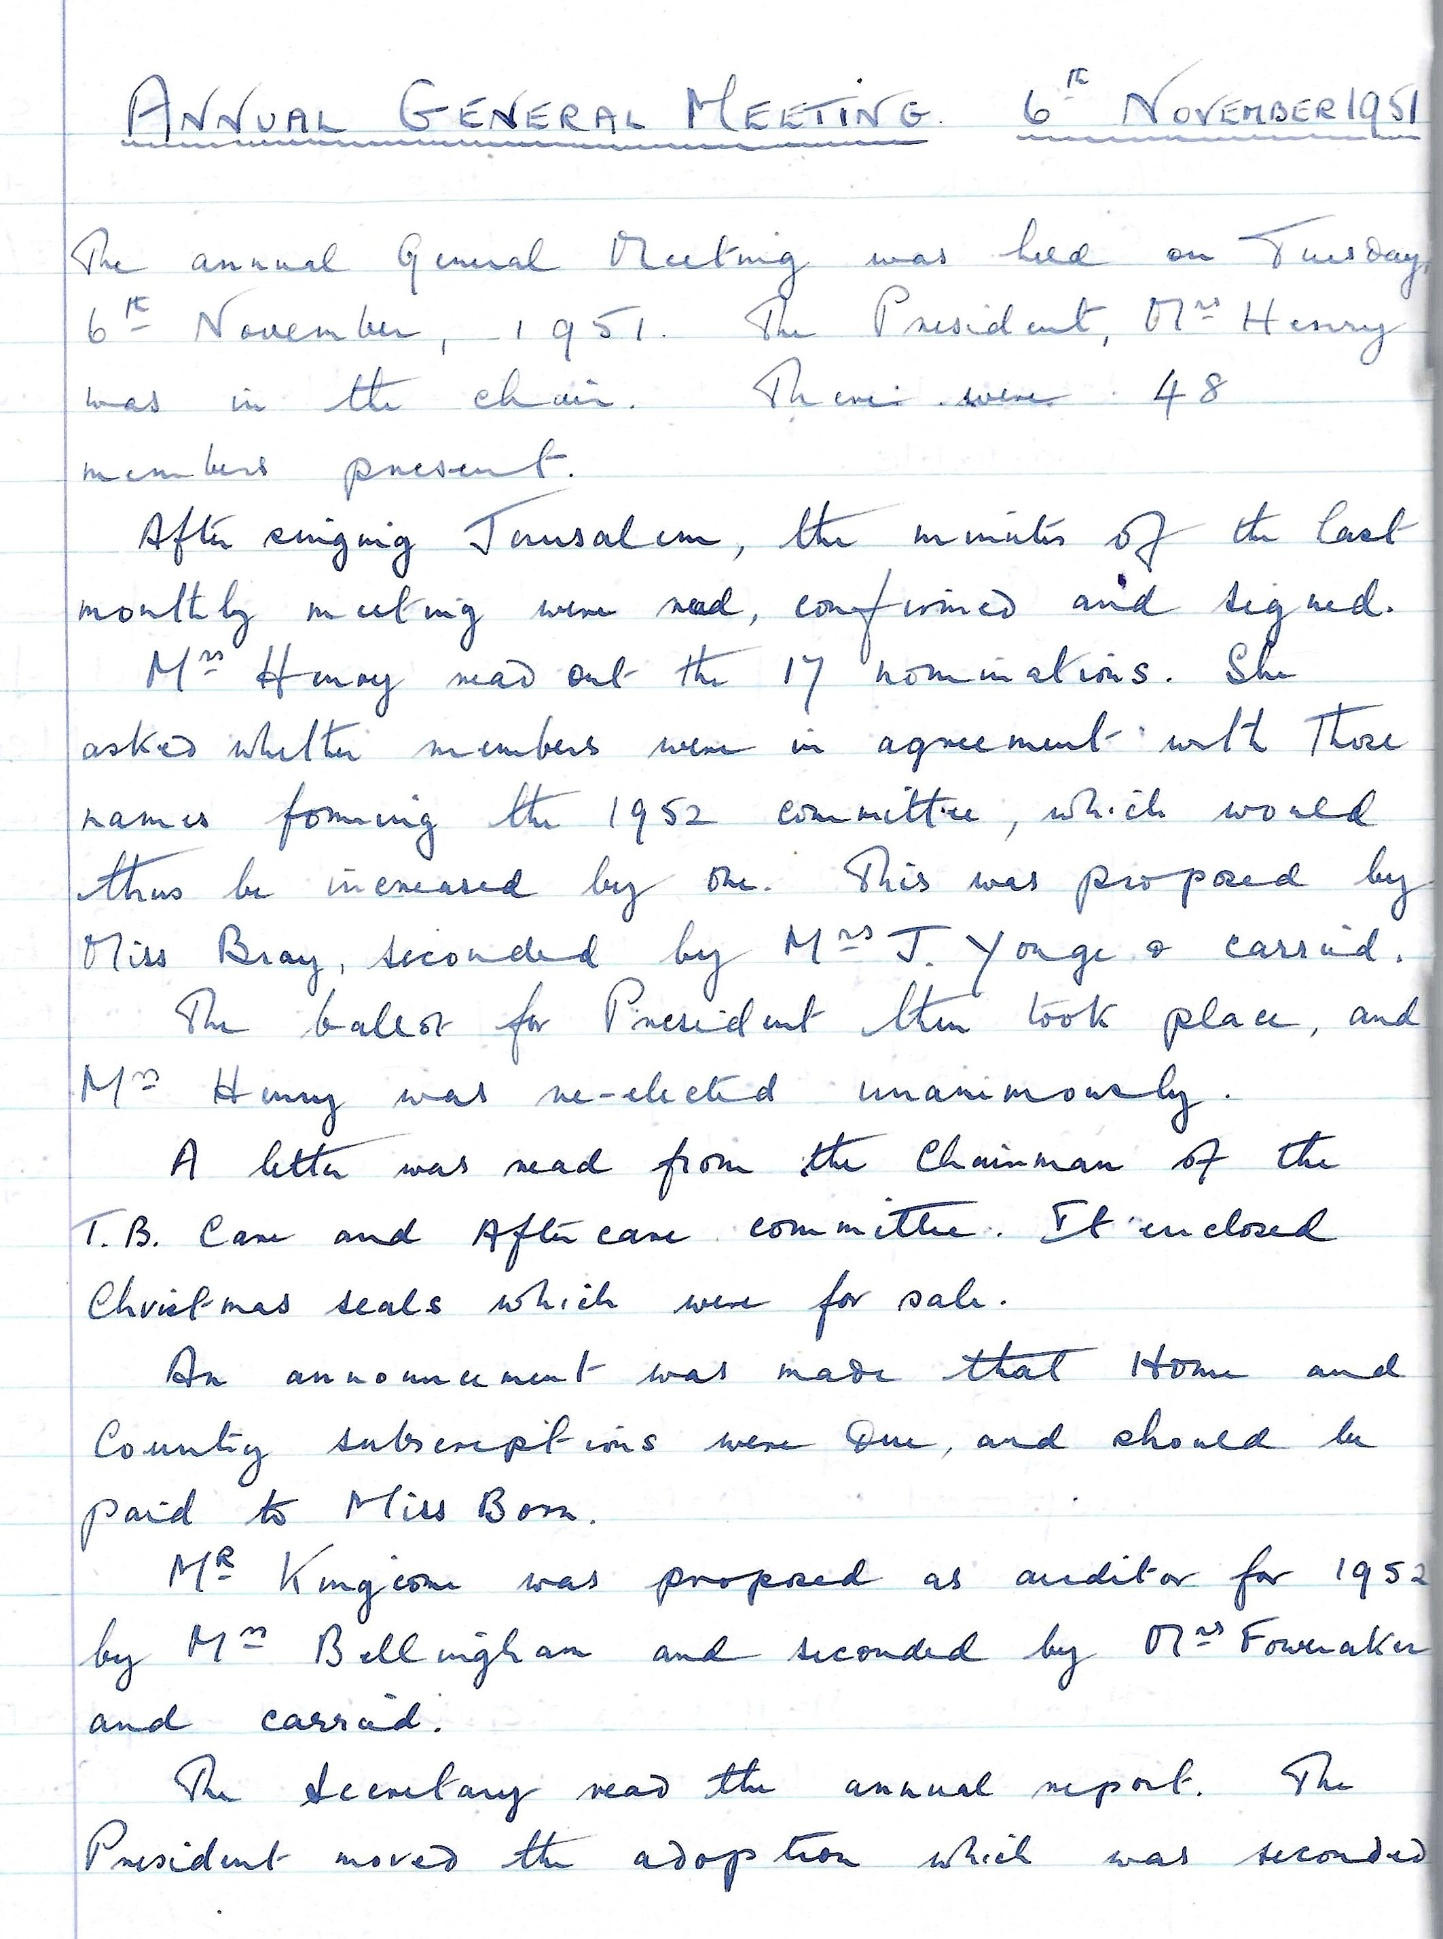 ANNUAL GENERAL MEETING. 6th NOVEMBER 1951
The annual General Meeting was held on Tuesday,
6th November, 1951. The President, Mrs Henry
was in the chair. There were 48
members present.
After singing Jerusalem, the minutes of the last
monthly meeting were read, confirmed and signed.
Mrs Henry read out the 17 nominations. She
asked whether members were in agreement with those
names forming the 1952 committee, which would
thus be increased by one. This was proposed by
Miss Bray, seconded by Mrs J. Yonge & carried.
The ballot for President then took place, and
Mrs Henry was re-elected unanimously.
A letter was read from the Chairman of the
T.B. Care and After care committee. It enclosed
Christmas seals which were for sale.
An announcement was made that Home and
County subscriptions were due, and should be
paid to Miss Born.
MR Kingcome was proposed as auditor for 1952
by Mrs Bellingham and seconded by Mrs Foweraker
and carried.
The Secretary read the annual report. The
President moved the adoption which was seconded